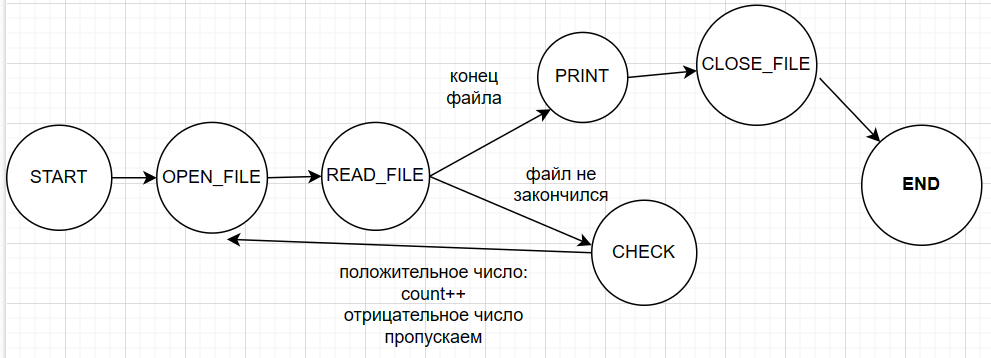 START
OPEN_FILE
READ_FILE
конец
файла
PRINT
CLOSE_FILE
END
файл не
закончился
CHECK
положительное число:
count++
отрицательное число
пропускаем